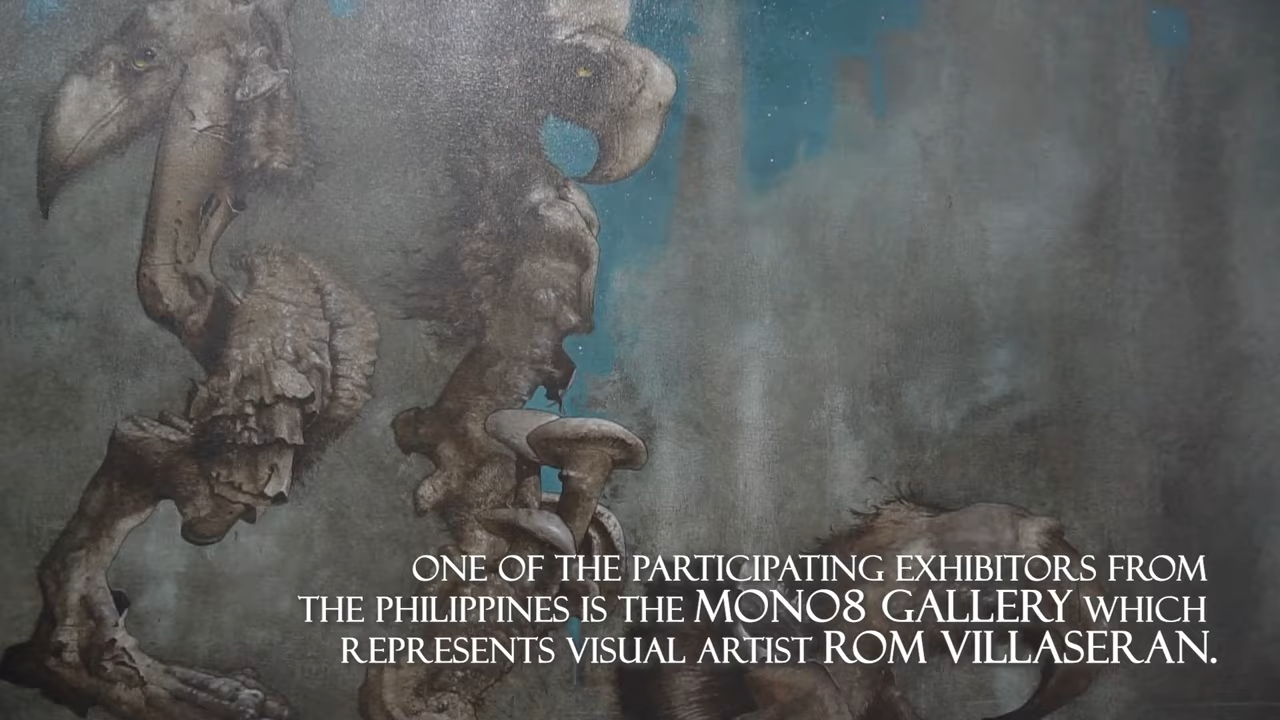 ONE OF THE PARTICIPATING EXHIBITORS FROM
THE PHILIPPINES IS THE MONO8 GALLERY WHICH
REPRESENTS VISUAL ARTIST ROM VILLASERAN.